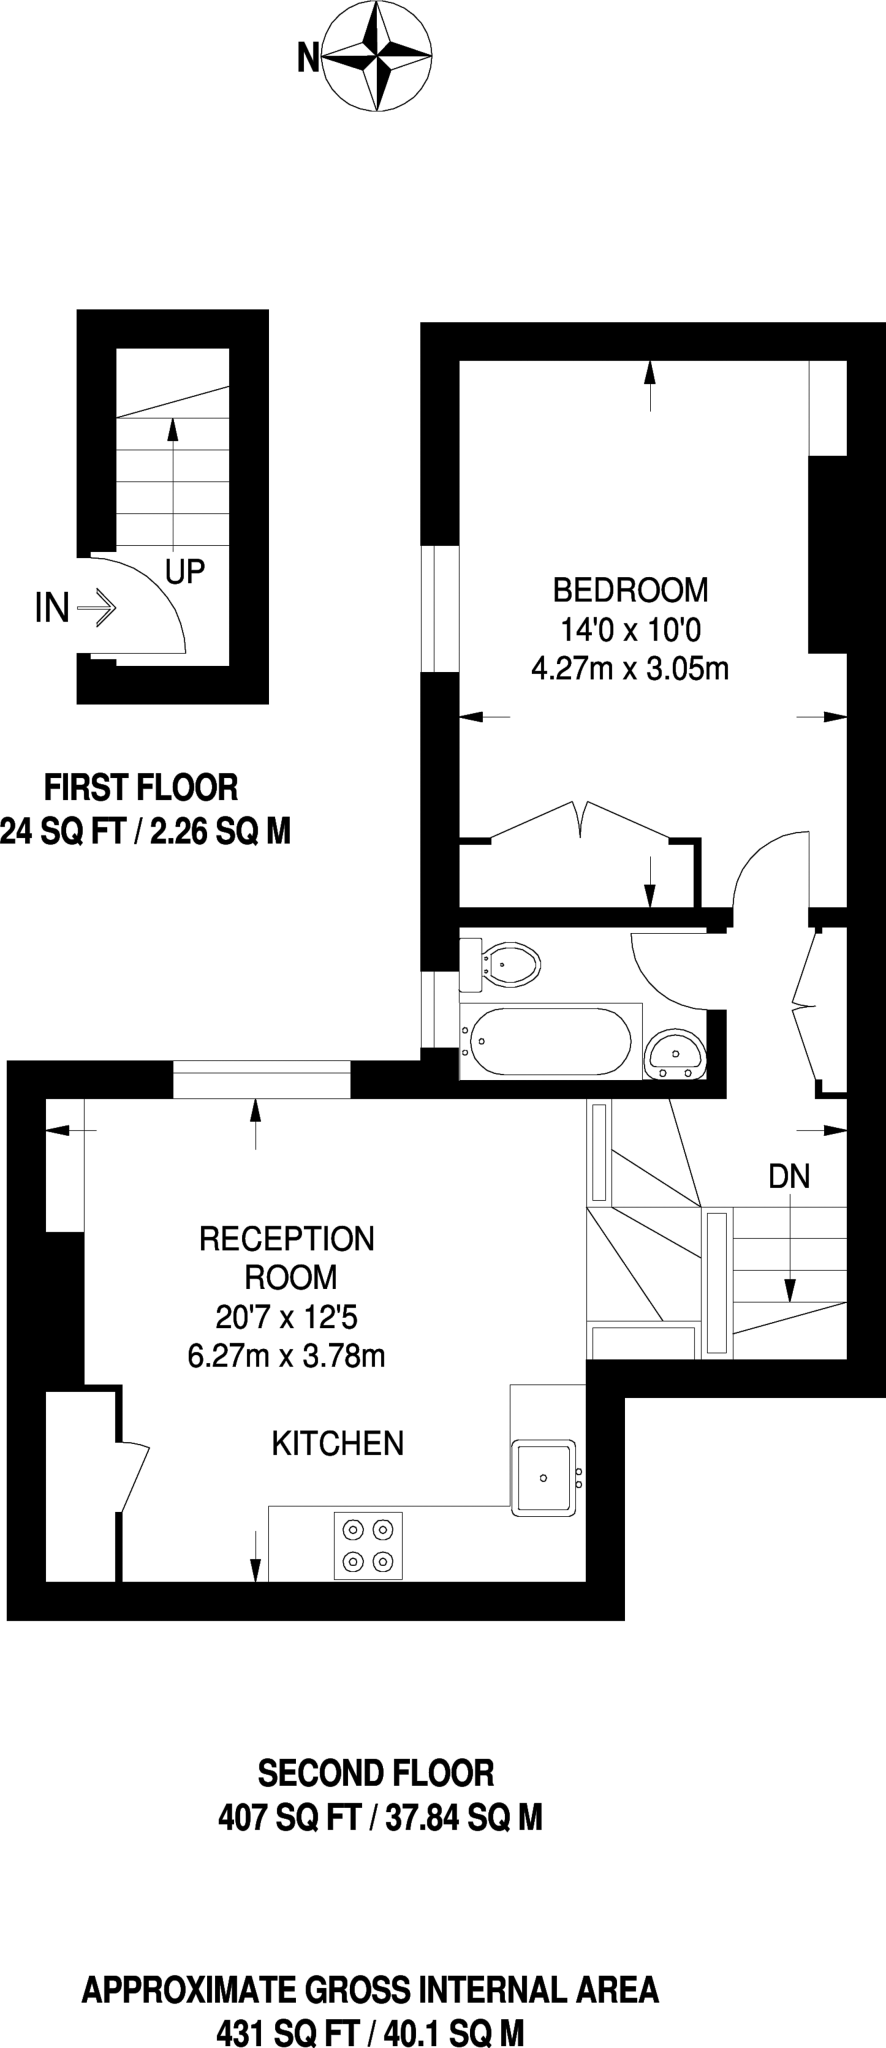 N
UP
IN
FIRST FLOOR
24 SQ FT / 2.26 SQ M
BEDROOM
14'0 x 10'0
4.27m x 3.05m
DN
RECEPTION
ROOM
20'7 x 12'5
6.27m x 3.78m
KITCHEN
SECOND FLOOR
407 SQ FT / 37.84 SQ M
APPROXIMATE GROSS INTERNAL AREA
431 SQ FT / 40.1 SQ M